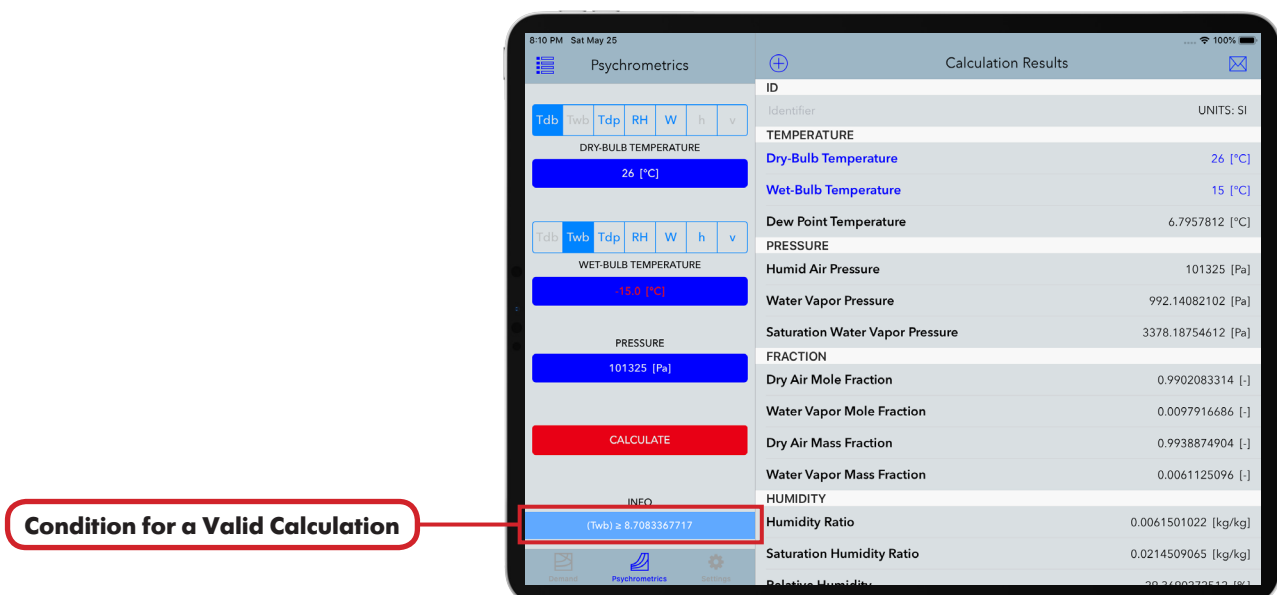 8:10 PM Sat May 25
.... 100%
Psychrometrics
Calculation Results
ID
Identifier UNITS: SI
Tdb Twb Tdp RH W h v
DRY-BULB TEMPERATURE
26 [°C]
Tdb Twb Tdp RH W h v
WET-BULB TEMPERATURE
-15.0 [°C]
PRESSURE
101325 [Pa]
CALCULATE
INFO
(Twb) ≥ 8.7083367717
Demand Psychrometrics Settings
TEMPERATURE
Dry-Bulb Temperature 26 [°C]
Wet-Bulb Temperature 15 [°C]
Dew Point Temperature 6.7957812 [°C]
PRESSURE
Humid Air Pressure 101325 [Pa]
Water Vapor Pressure 992.14082102 [Pa]
Saturation Water Vapor Pressure 3378.18754612 [Pa]
FRACTION
Dry Air Mole Fraction 0.9902083314 [-]
Water Vapor Mole Fraction 0.0097916686 [-]
Dry Air Mass Fraction 0.9938874904 [-]
Water Vapor Mass Fraction 0.0061125096 [-]
HUMIDITY
Humidity Ratio 0.0061501022 [kg/kg]
Saturation Humidity Ratio 0.0214509065 [kg/kg]
Relative Humidity
Condition for a Valid Calculation